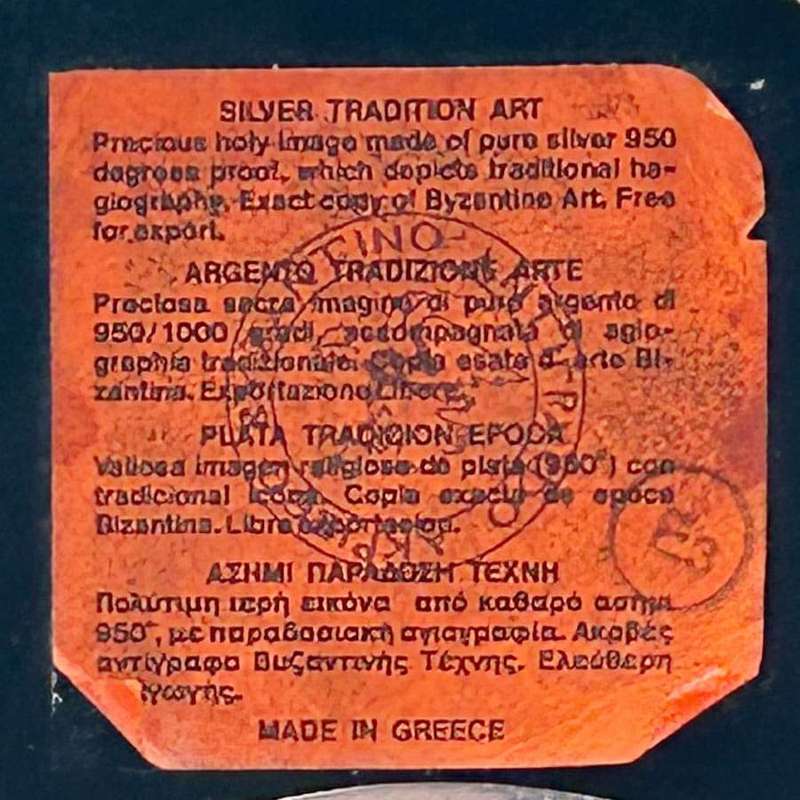 SILVER TRADITION ART
Precious holy image made of pure silver 950
degrees proof, which depicts traditional ha-
giography. Exact copy of Byzantine Art. Free
for export.
ARGENTO TRADIZIONE ARTE
Preciosa sacra imagine di puro argento di
950/1000 gradi, accompagnata di agio-
graphia tradizionale. Copia esata d'arte Bi-
zantina. Exportazione Libera.
PLATA TRADICION EPOCA
Valiosa imagen religiosa de plata (950°) con
tradicional icona. Copia exacta de epoca
Bizantina. Libre exportacion.
ΑΣΗΜΙ ΠΑΡΑΔΟΣΗ ΤΕΧΝΗ
Πολύτιμη ιερή εικόνα από καθαρό ασήμι
950°, με παραδοσιακή αγιαγραφία. Ακριβές
αντίγραφο Βυζαντινής Τέχνης. Ελεύθερη
MADE IN GREECE